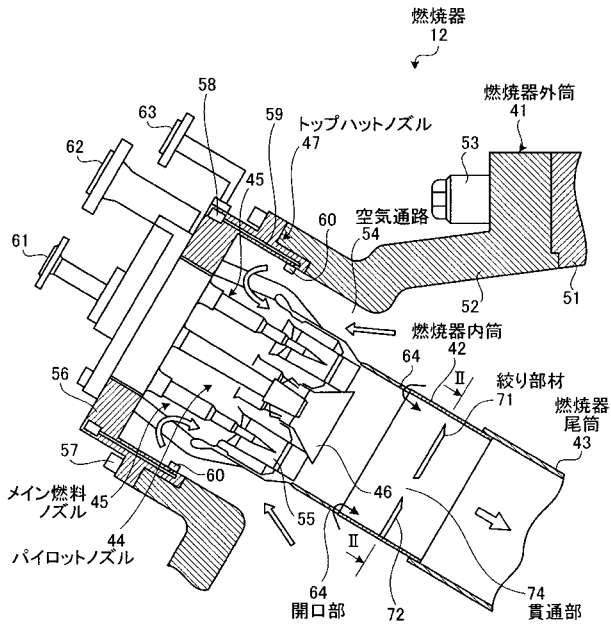 燃焼器
12
58
63
59
トップハットノズル
47
燃焼器外筒
41
53
62
45
60
空気通路
54
61
52
51
燃焼器内筒
42
64
II
絞り部材
71
燃焼器
尾筒
43
56
57
60
メイン燃料
ノズル
45
44
55
46
パイロットノズル
II
64
開口部
72
74
貫通部